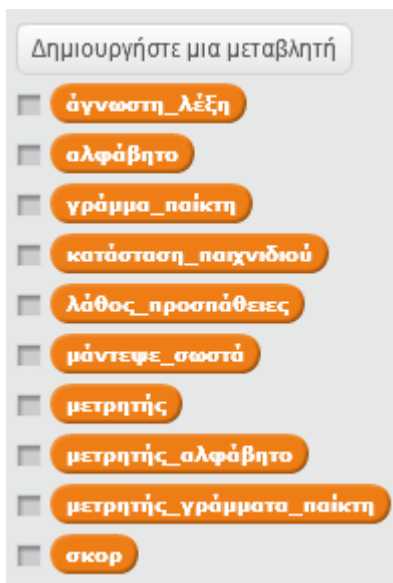 Δημιουργήστε μια μεταβλητή
άγνωστη_λέξη
αλφάβητο
γράμμα_παίκτη
κατάσταση_παιχνιδιού
λάθος_προσπάθειες
μάντεψε_σωστά
μετρητής
μετρητής_αλφάβητο
μετρητής_γράμματα_παίκτη
σκορ